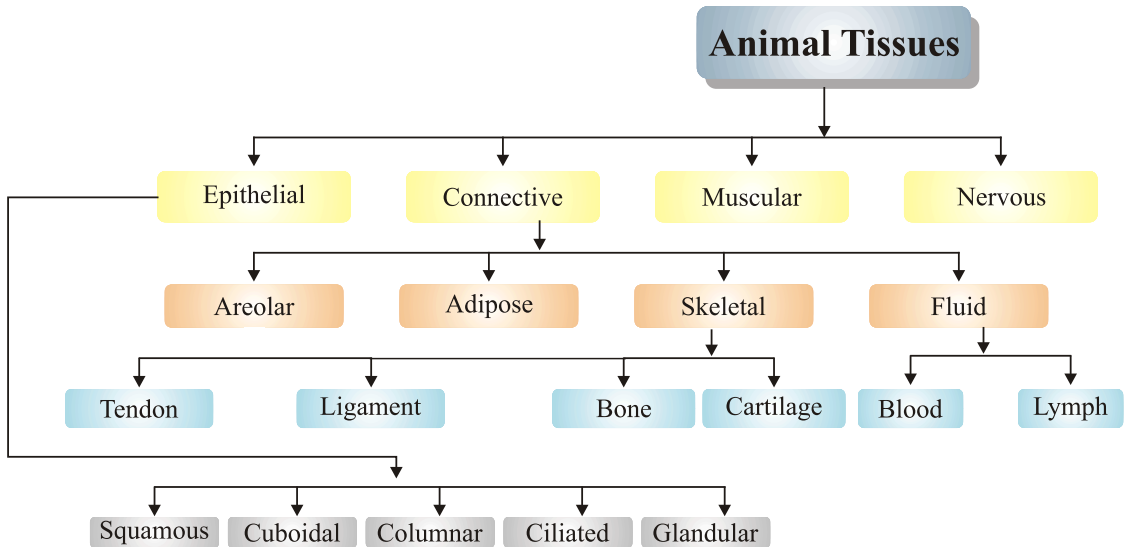 Animal Tissues
Epithelial
Connective
Muscular
Nervous
Areolar
Adipose
Skeletal
Fluid
Tendon
Ligament
Bone
Cartilage
Blood
Lymph
Squamous
Cuboidal
Columnar
Ciliated
Glandular